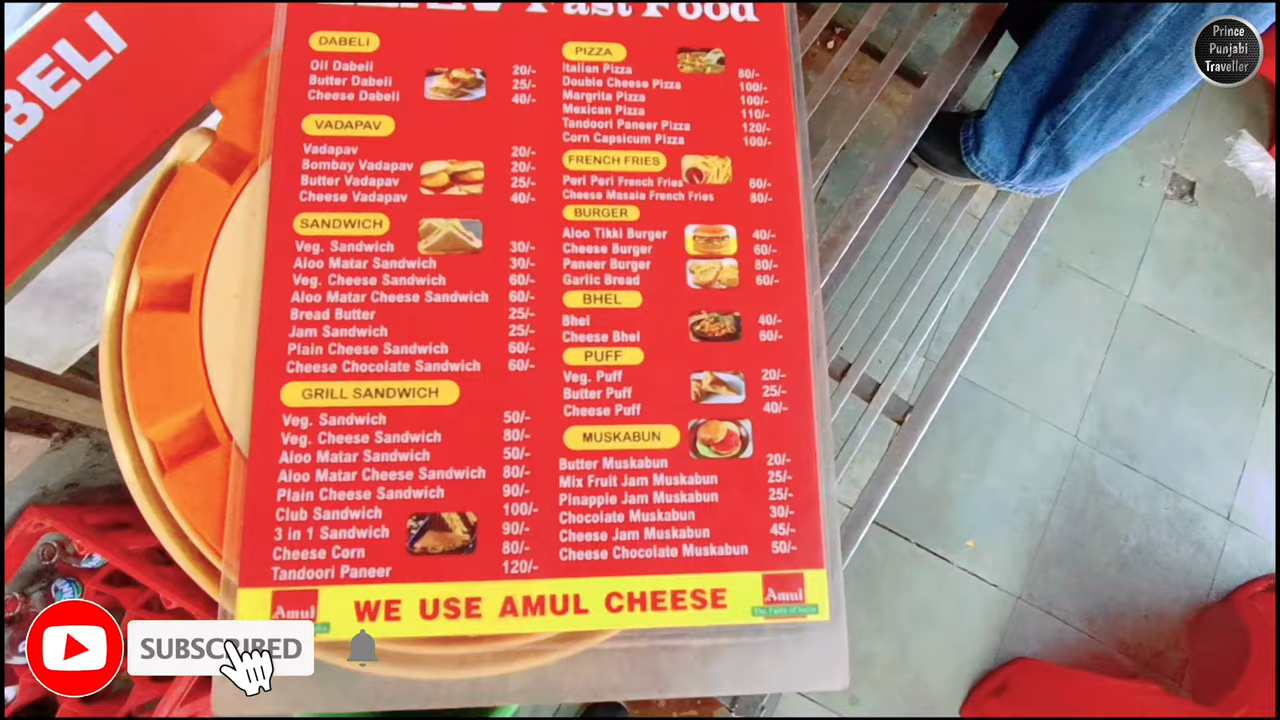 BELI
Fast Food
DABELI
Oil Dabeli 20/-
Butter Dabeli 25/-
Cheese Dabeli 40/-
VADAPAV
Vadapav 20/-
Bombay Vadapav 20/-
Butter Vadapav 25/-
Cheese Vadapav 40/-
SANDWICH
Veg. Sandwich 30/-
Aloo Matar Sandwich 30/-
Veg. Cheese Sandwich 60/-
Aloo Matar Cheese Sandwich 60/-
Bread Butter 25/-
Jam Sandwich 25/-
Plain Cheese Sandwich 60/-
Cheese Chocolate Sandwich 60/-
GRILL SANDWICH
Veg. Sandwich 50/-
Veg. Cheese Sandwich 80/-
Aloo Matar Sandwich 50/-
Aloo Matar Cheese Sandwich 80/-
Plain Cheese Sandwich 90/-
Club Sandwich 100/-
3 in 1 Sandwich 90/-
Cheese Corn 80/-
Tandoori Paneer 120/-
PIZZA
Italian Pizza 80/-
Double Cheese Pizza 100/-
Margrita Pizza 100/-
Mexican Pizza 110/-
Tandoori Paneer Pizza 120/-
Corn Capsicum Pizza 100/-
FRENCH FRIES
Peri Peri French Fries 60/-
Cheese Masala French Fries 80/-
BURGER
Aloo Tikki Burger 40/-
Cheese Burger 60/-
Paneer Burger 80/-
Garlic Bread 60/-
BHEL
Bhel 40/-
Cheese Bhel 60/-
PUFF
Veg. Puff 20/-
Butter Puff 25/-
Cheese Puff 40/-
MUSKABUN
Butter Muskabun 20/-
Mix Fruit Jam Muskabun 25/-
Pinapple Jam Muskabun 25/-
Chocolate Muskabun 30/-
Cheese Jam Muskabun 45/-
Cheese Chocolate Muskabun 50/-
Amul
WE USE AMUL CHEESE
Amul
The Taste of India
SUBSCRIBED
Prince
Punjabi
Traveller